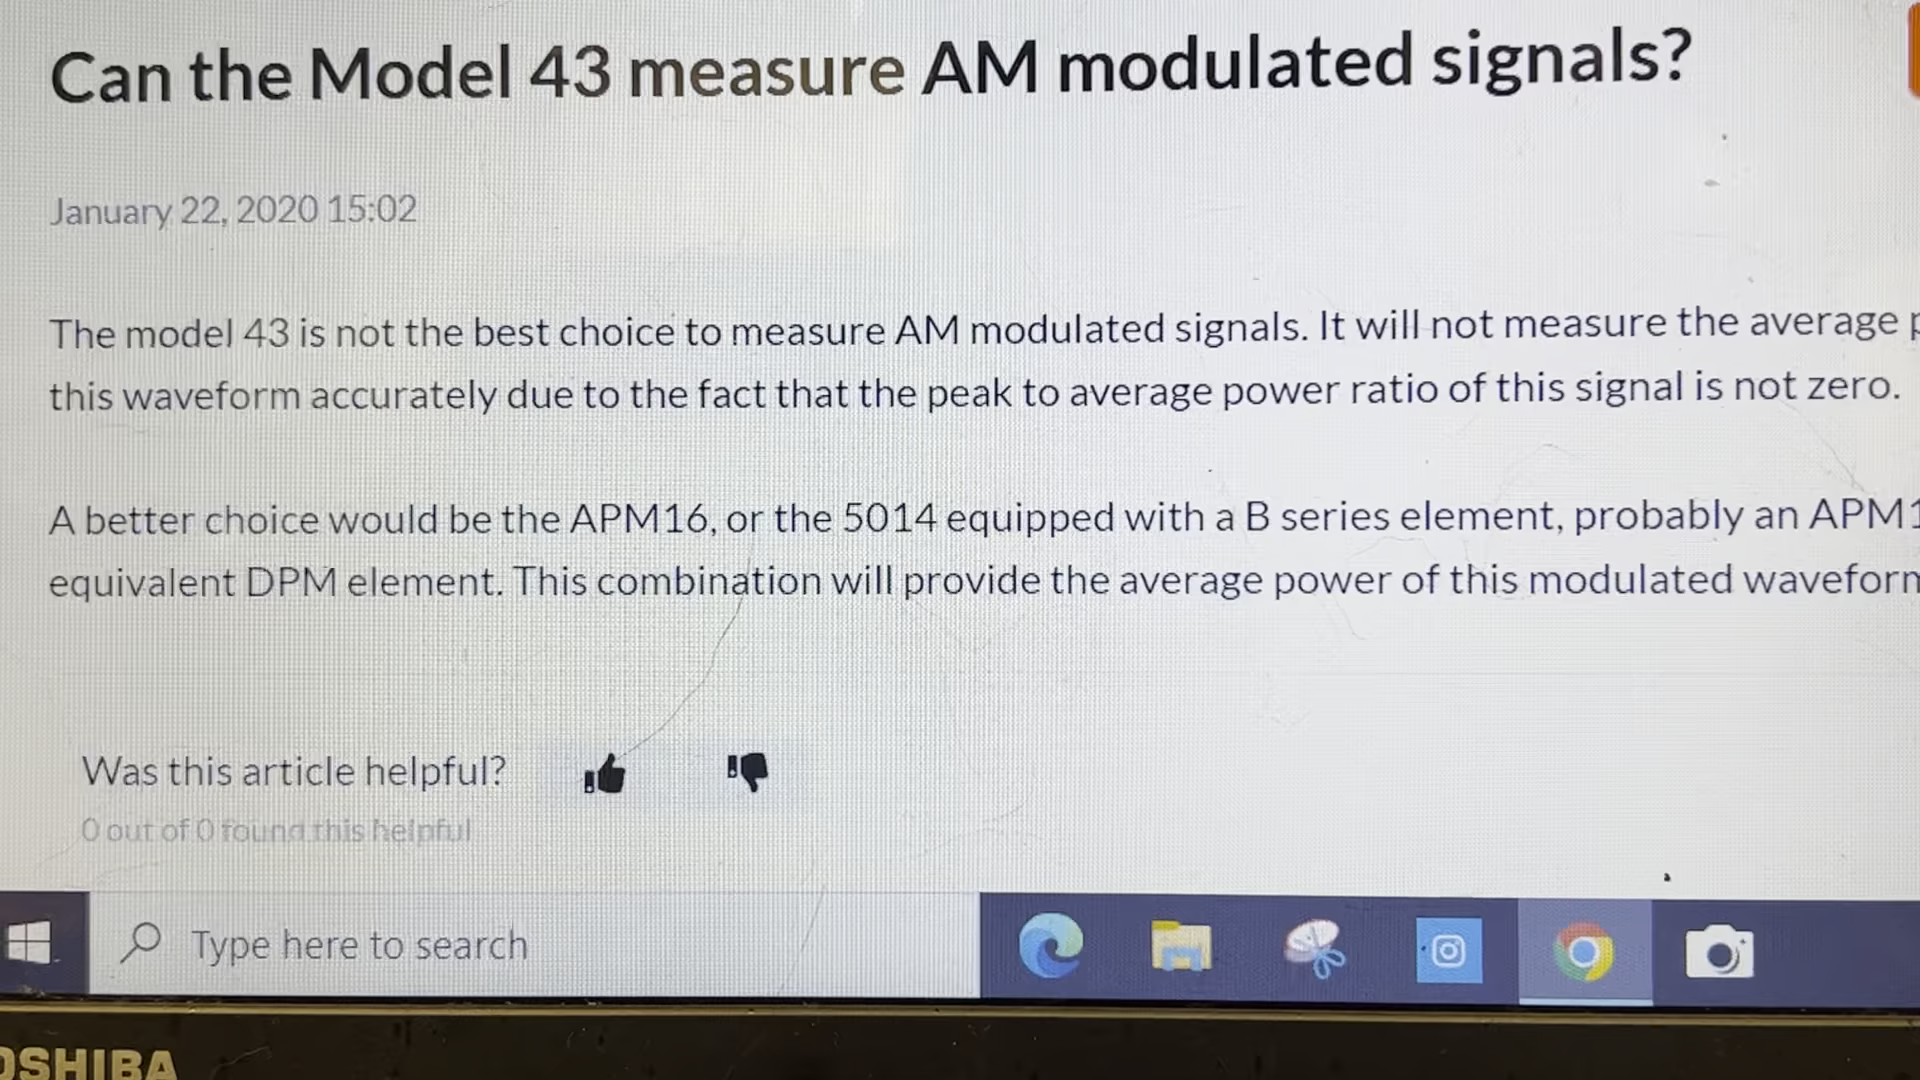 Can the Model 43 measure AM modulated signals?
January 22, 2020 15:02
The model 43 is not the best choice to measure AM modulated signals. It will not measure the average
this waveform accurately due to the fact that the peak to average power ratio of this signal is not zero.
A better choice would be the APM16, or the 5014 equipped with a B series element, probably an APM1
equivalent DPM element. This combination will provide the average power of this modulated waveform
Was this article helpful?
0 out of 0 found this helpful
Type here to search
OSHIBA